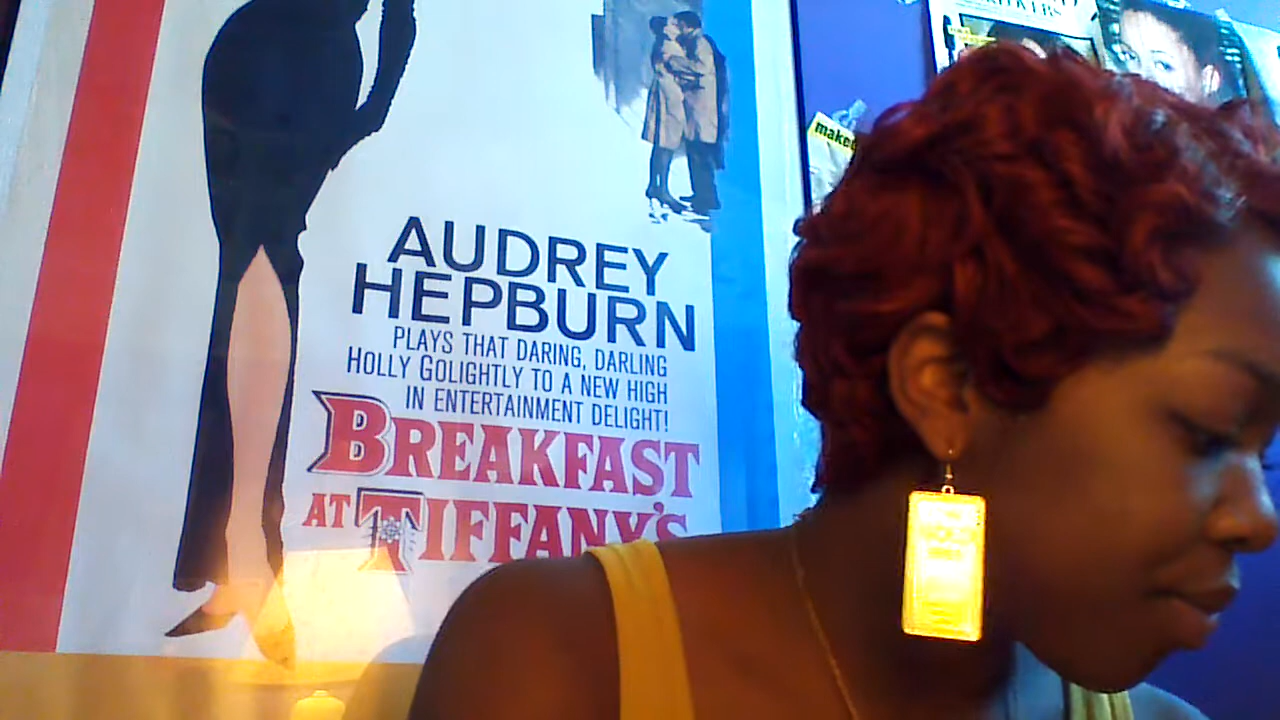 AUDREY
HEPBURN
PLAYS THAT DARING, DARLING
HOLLY GOLIGHTLY TO A NEW HIGH
IN ENTERTAINMENT DELIGHT!
BREAKFAST
AT TIFFANY'S